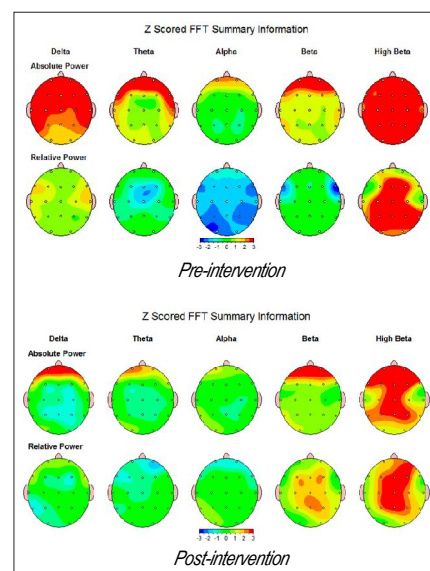 Z Scored FFT Summary Information
Delta Theta Alpha Beta High Beta
Absolute Power
Relative Power
-3 -2 -1 0 1 2 3
Pre-intervention
Z Scored FFT Summary Information
Delta Theta Alpha Beta High Beta
Absolute Power
Relative Power
-3 -2 -1 0 1 2 3
Post-intervention